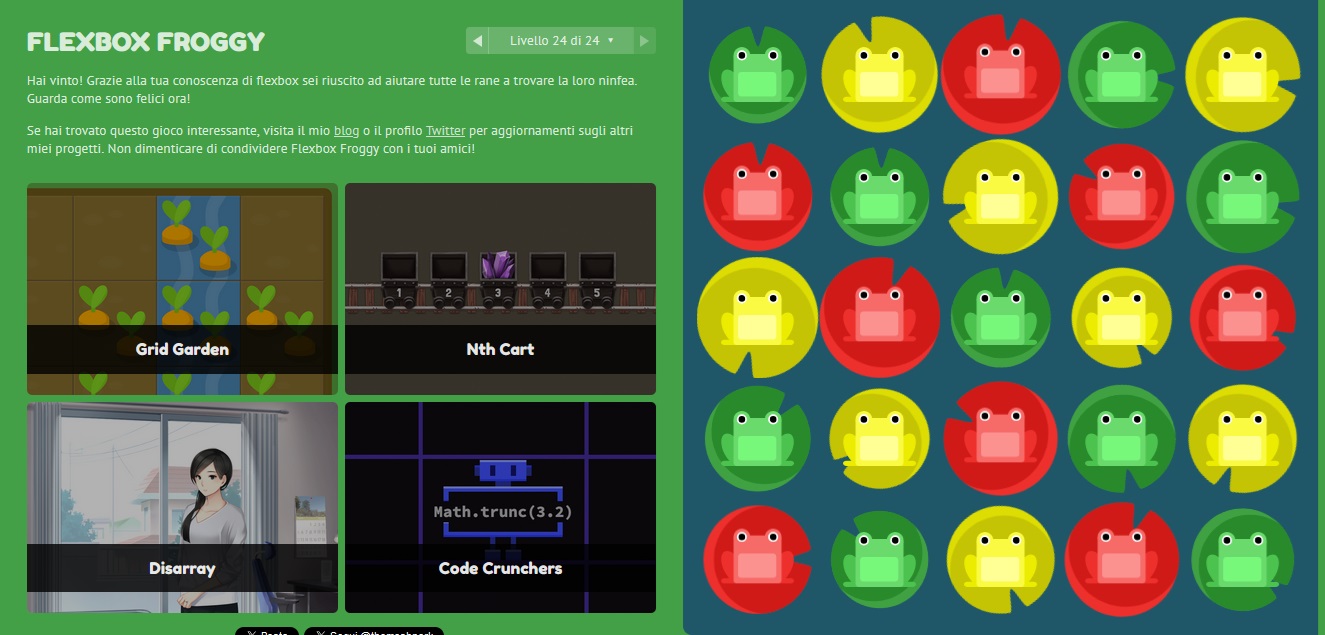 FLEXBOX FROGGY
Livello 24 di 24
Hai vinto! Grazie alla tua conoscenza di flexbox sei riuscito ad aiutare tutte le rane a trovare la loro ninfea.
Guarda come sono felici ora!
Se hai trovato questo gioco interessante, visita il mio blog o il profilo Twitter per aggiornamenti sugli altri
miei progetti. Non dimenticare di condividere Flexbox Froggy con i tuoi amici!
1 2 3 4 5
Grid Garden
Nth Cart
Math.trunc(3.2)
Disarray
Code Crunchers